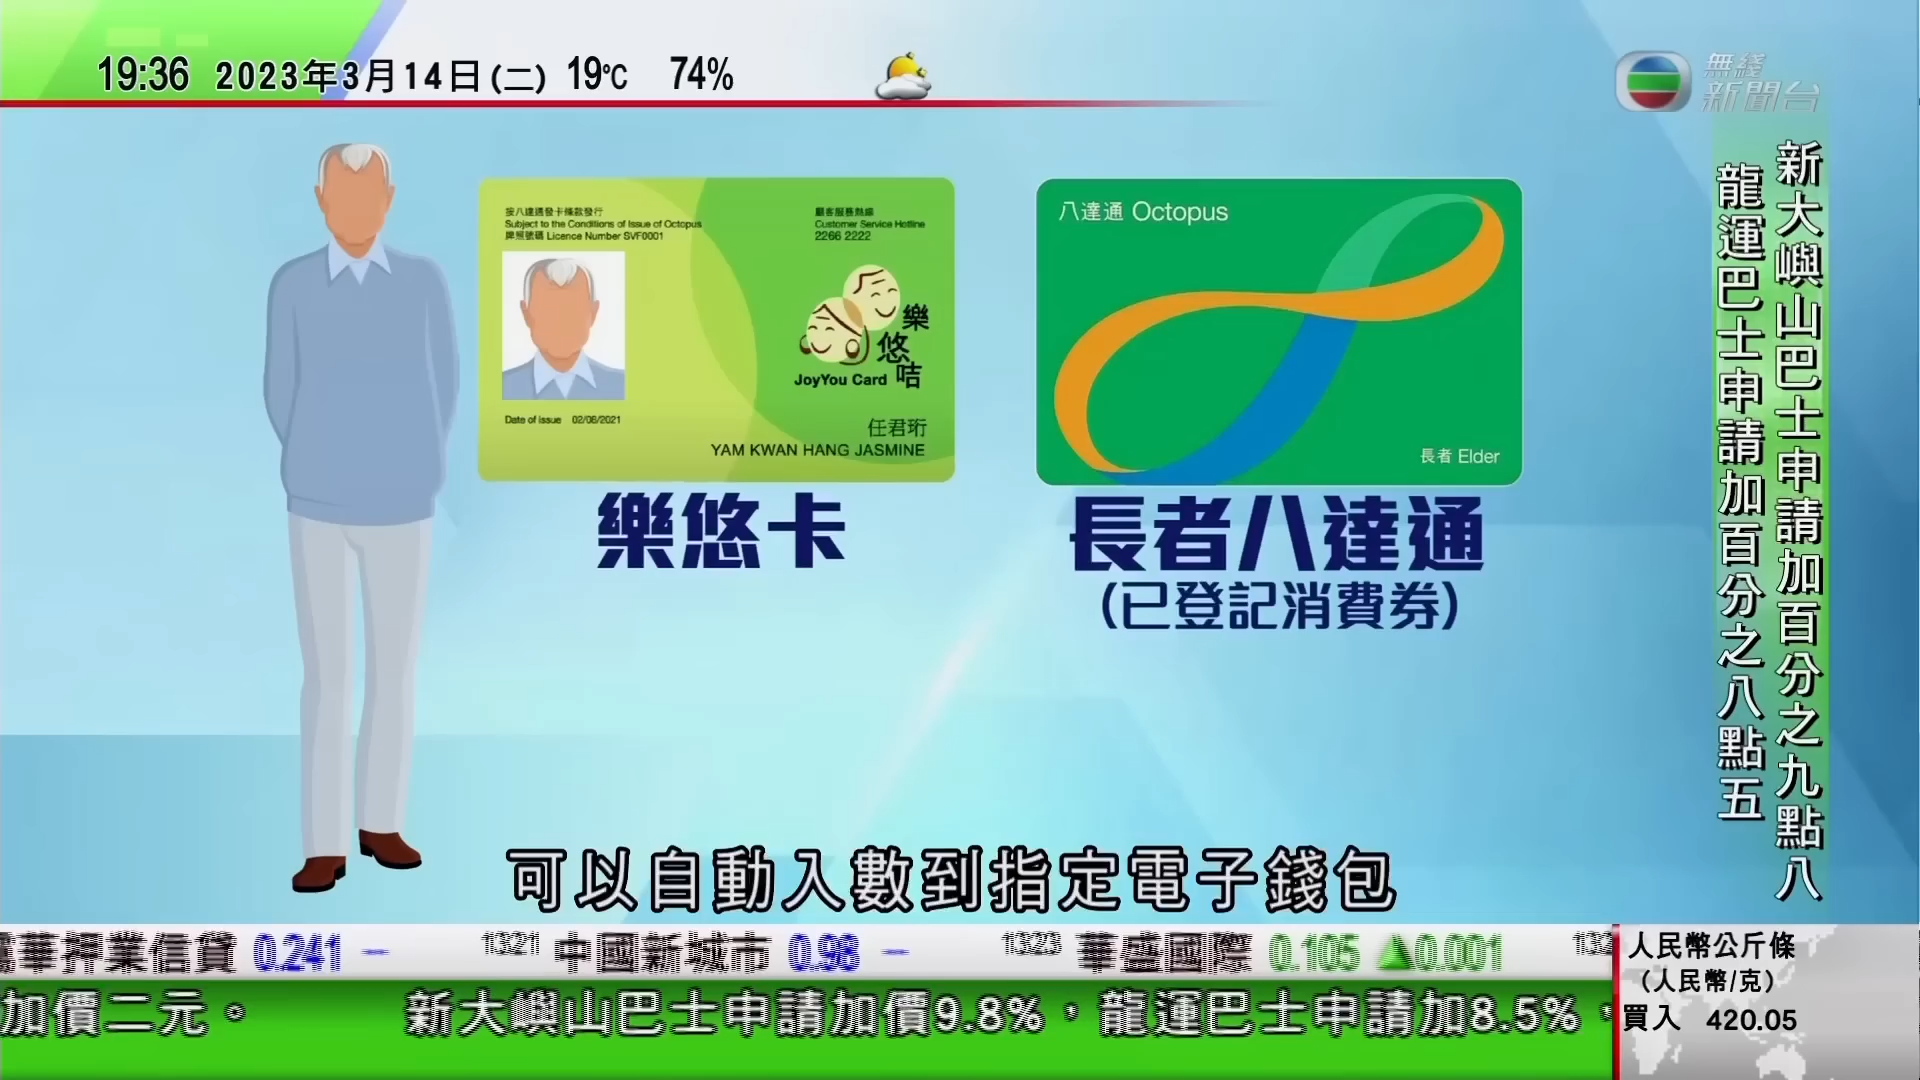 19:36 2023年3月14日(二) 19℃ 74%
無綫
新聞台
新大嶼山巴士申請加百分之九點八
龍運巴士申請加百分之八點五
按八達通發卡條款發行
Subject to the Conditions of Issue of Octopus
牌照號碼 Licence Number SVF0001
顧客服務熱線
Customer Service Hotline
2266 2222
樂悠咭
JoyYou Card
Date of issue 02/06/2021
任君珩
YAM KWAN HANG JASMINE
八達通 Octopus
長者 Elder
樂悠卡
長者八達通
(已登記消費券)
可以自動入數到指定電子錢包
華押業信貸 0.241 – 1321 中國新城市 0.98 – 1323 華盛國際 0.105 ▲0.001
加價二元。 新大嶼山巴士申請加價9.8%，龍運巴士申請加8.5%，
人民幣公斤條
(人民幣/克)
買入 420.05